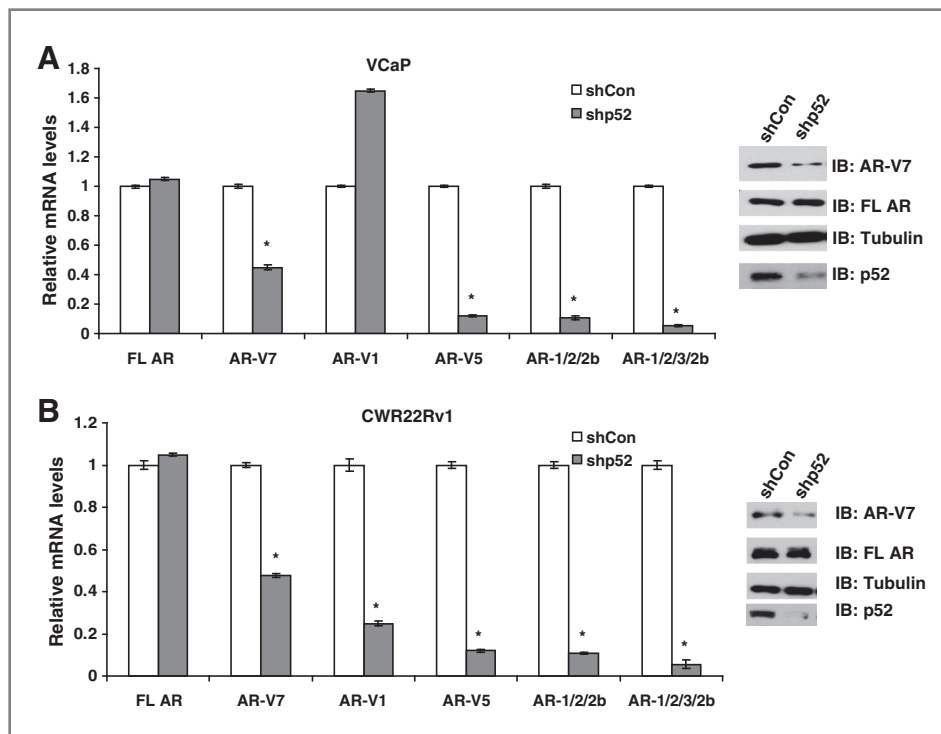 A
VCaP
Relative mRNA levels
1.8
1.6
1.4
1.2
1
0.8
0.6
0.4
0.2
0
shCon
shp52
*
*
*
*
FL AR
AR-V7
AR-V1
AR-V5
AR-1/2/2b
AR-1/2/3/2b
shCon
shp52
IB: AR-V7
IB: FL AR
IB: Tubulin
IB: p52
B
CWR22Rv1
Relative mRNA levels
1.2
1
0.8
0.6
0.4
0.2
0
shCon
shp52
*
*
*
*
*
FL AR
AR-V7
AR-V1
AR-V5
AR-1/2/2b
AR-1/2/3/2b
shCon
shp52
IB: AR-V7
IB: FL AR
IB: Tubulin
IB: p52